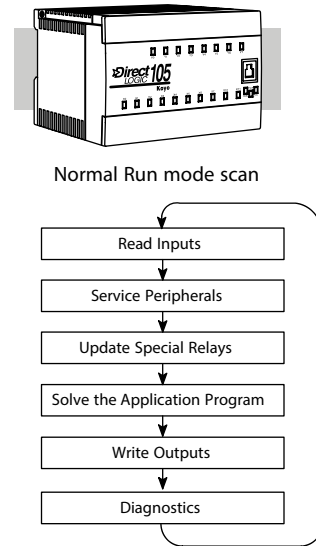 Direct
LOGIC 105
Koyo
Normal Run mode scan
Read Inputs
Service Peripherals
Update Special Relays
Solve the Application Program
Write Outputs
Diagnostics